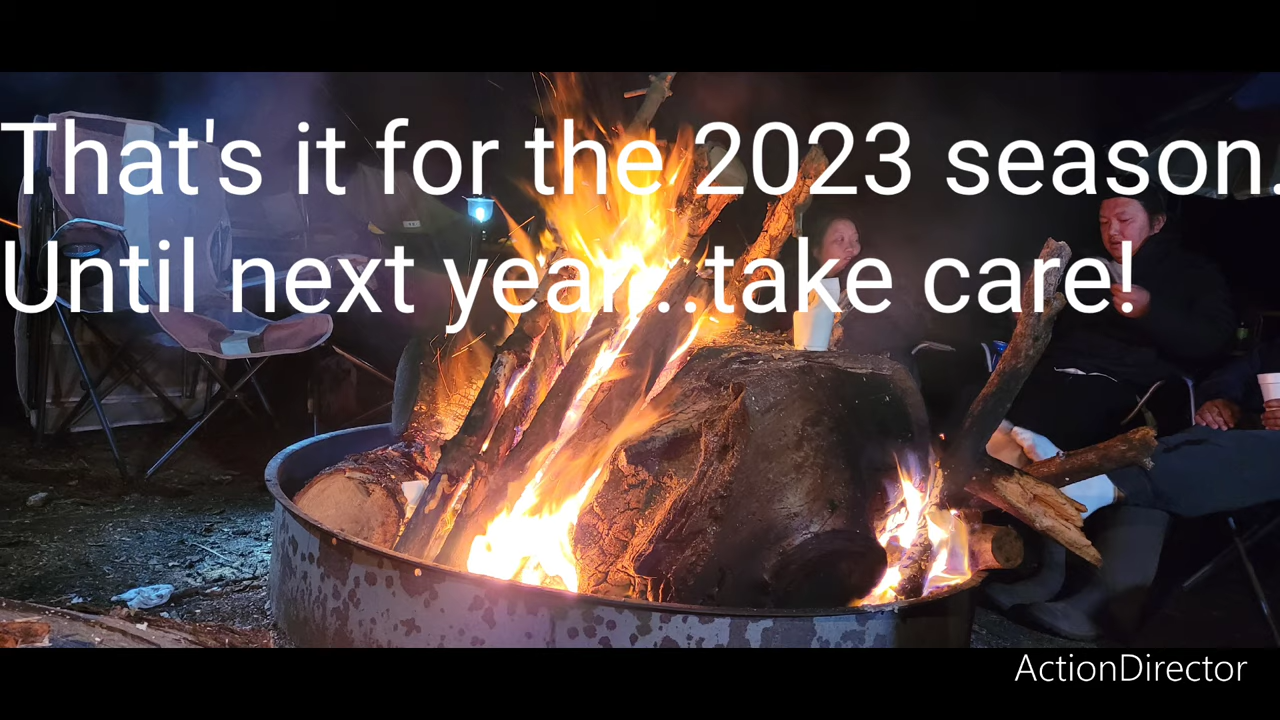 That's it for the 2023 season.
Until next year...take care!
ActionDirector